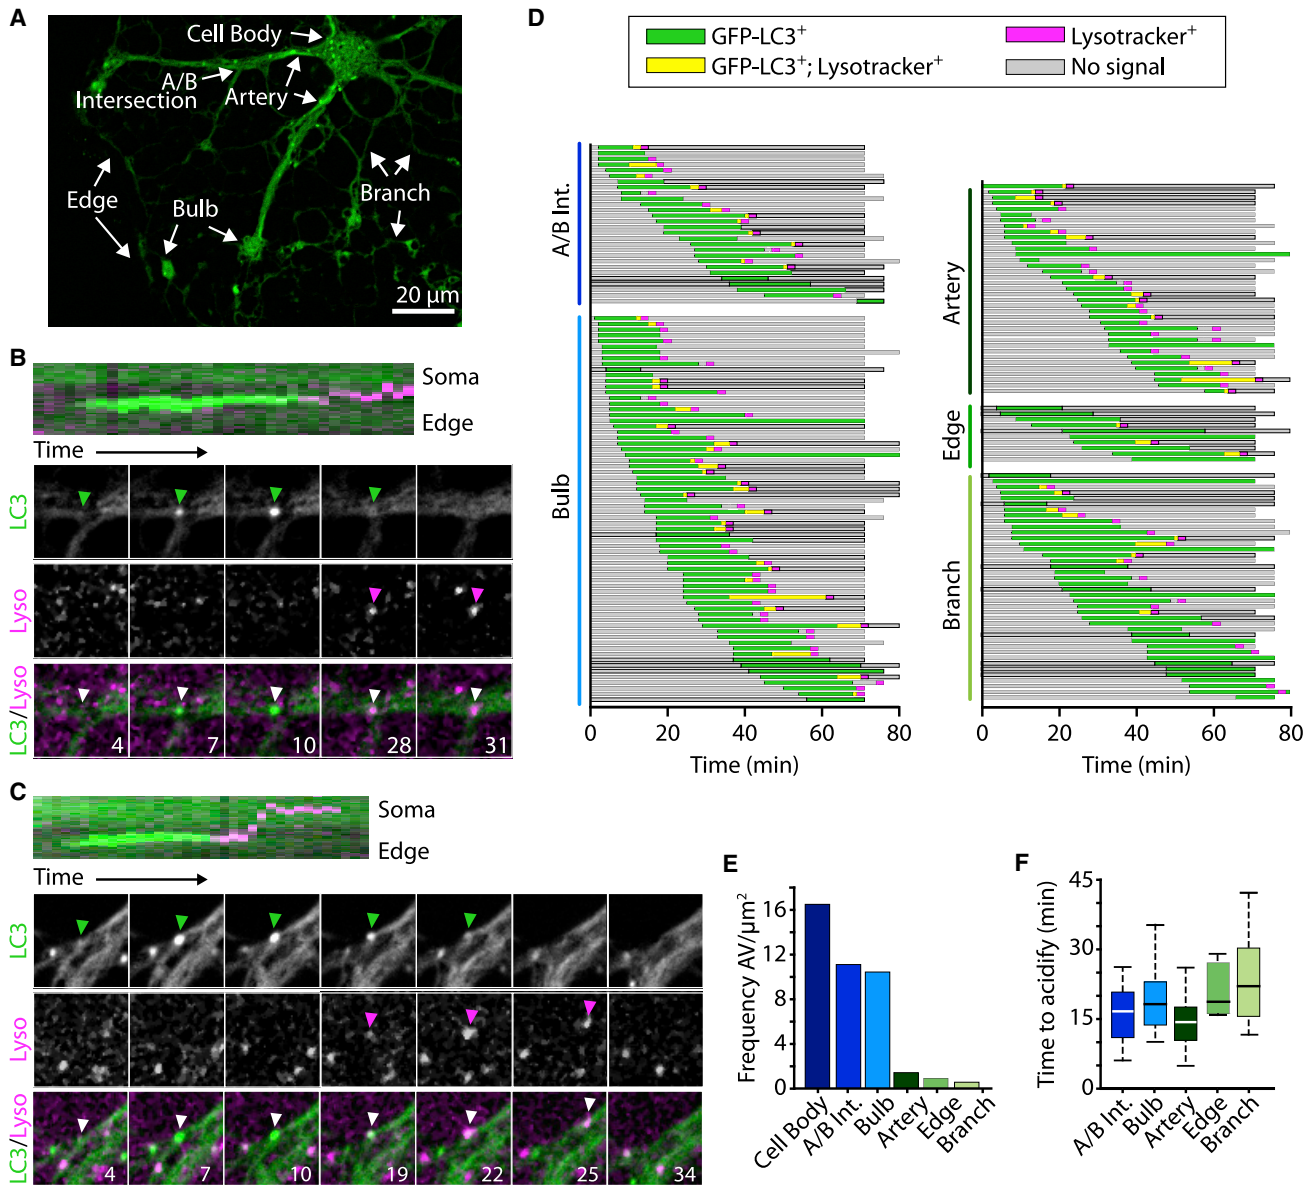 A
Cell Body
A/B
Intersection
Artery
Edge
Bulb
Branch
20 µm
B
Soma
Edge
Time
LC3
Lyso
LC3/Lyso
4 7 10 28 31
C
Soma
Edge
Time
LC3
Lyso
LC3/Lyso
4 7 10 19 22 25 34
D
GFP-LC3+
GFP-LC3+; Lysotracker+
Lysotracker+
No signal
A/B Int.
Bulb
0 20 40 60 80
Time (min)
Artery
Edge
Branch
0 20 40 60 80
Time (min)
E
Frequency AV/µm2
16
12
8
4
0
Cell Body
A/B Int.
Bulb
Artery
Edge
Branch
F
Time to acidify (min)
45
30
15
0
A/B Int.
Bulb
Artery
Edge
Branch